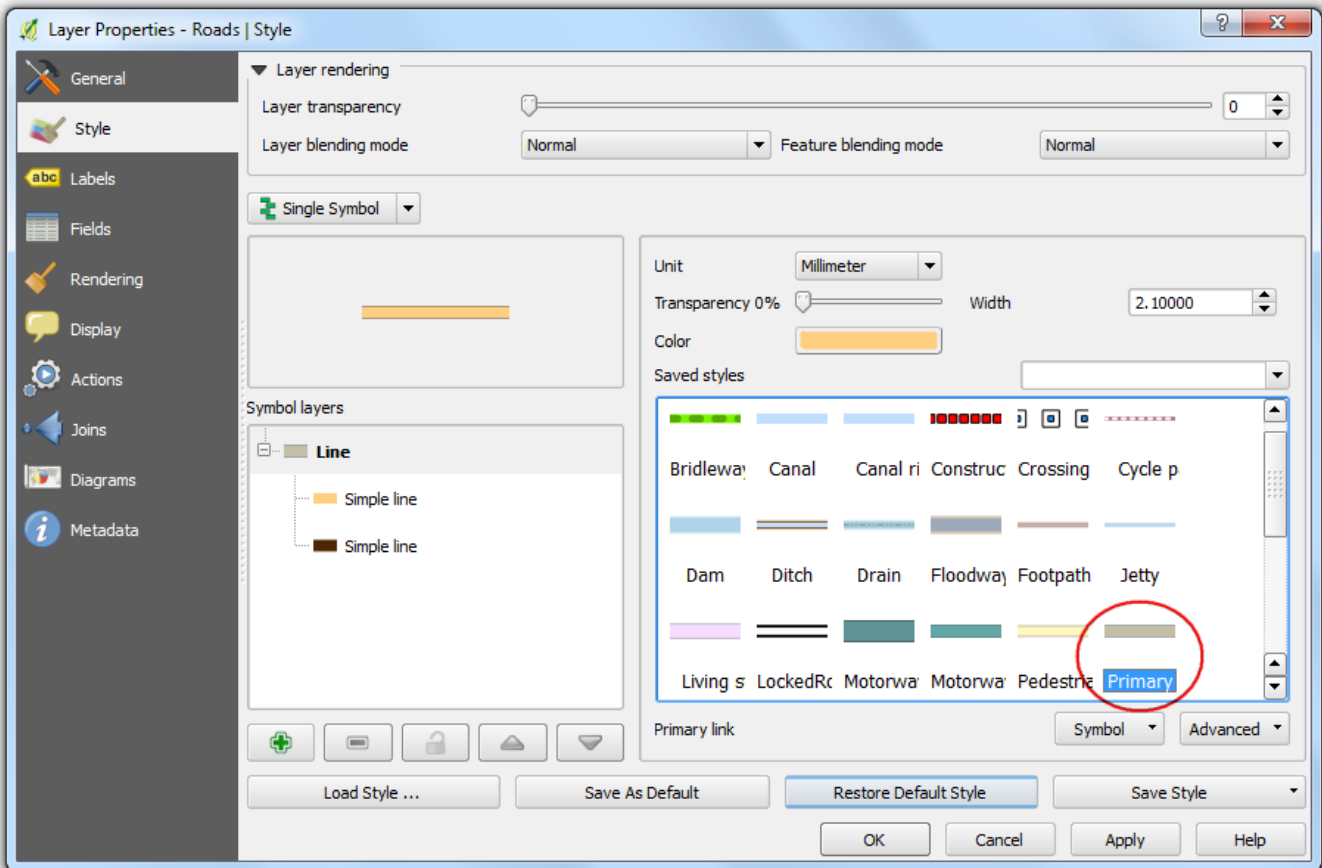 Layer Properties - Roads | Style
General
Style
abc Labels
Fields
Rendering
Display
Actions
Joins
Diagrams
Metadata
Layer rendering
Layer transparency 0
Layer blending mode Normal Feature blending mode Normal
Single Symbol
Symbol layers
Line
Simple line
Simple line
Unit Millimeter
Transparency 0% Width 2.10000
Color
Saved styles
Bridleway Canal Canal ri Construc Crossing Cycle p
Dam Ditch Drain Floodway Footpath Jetty
Living s LockedRo Motorwa Motorwa Pedestria Primary
Primary link Symbol Advanced
Load Style ... Save As Default Restore Default Style Save Style
OK Cancel Apply Help